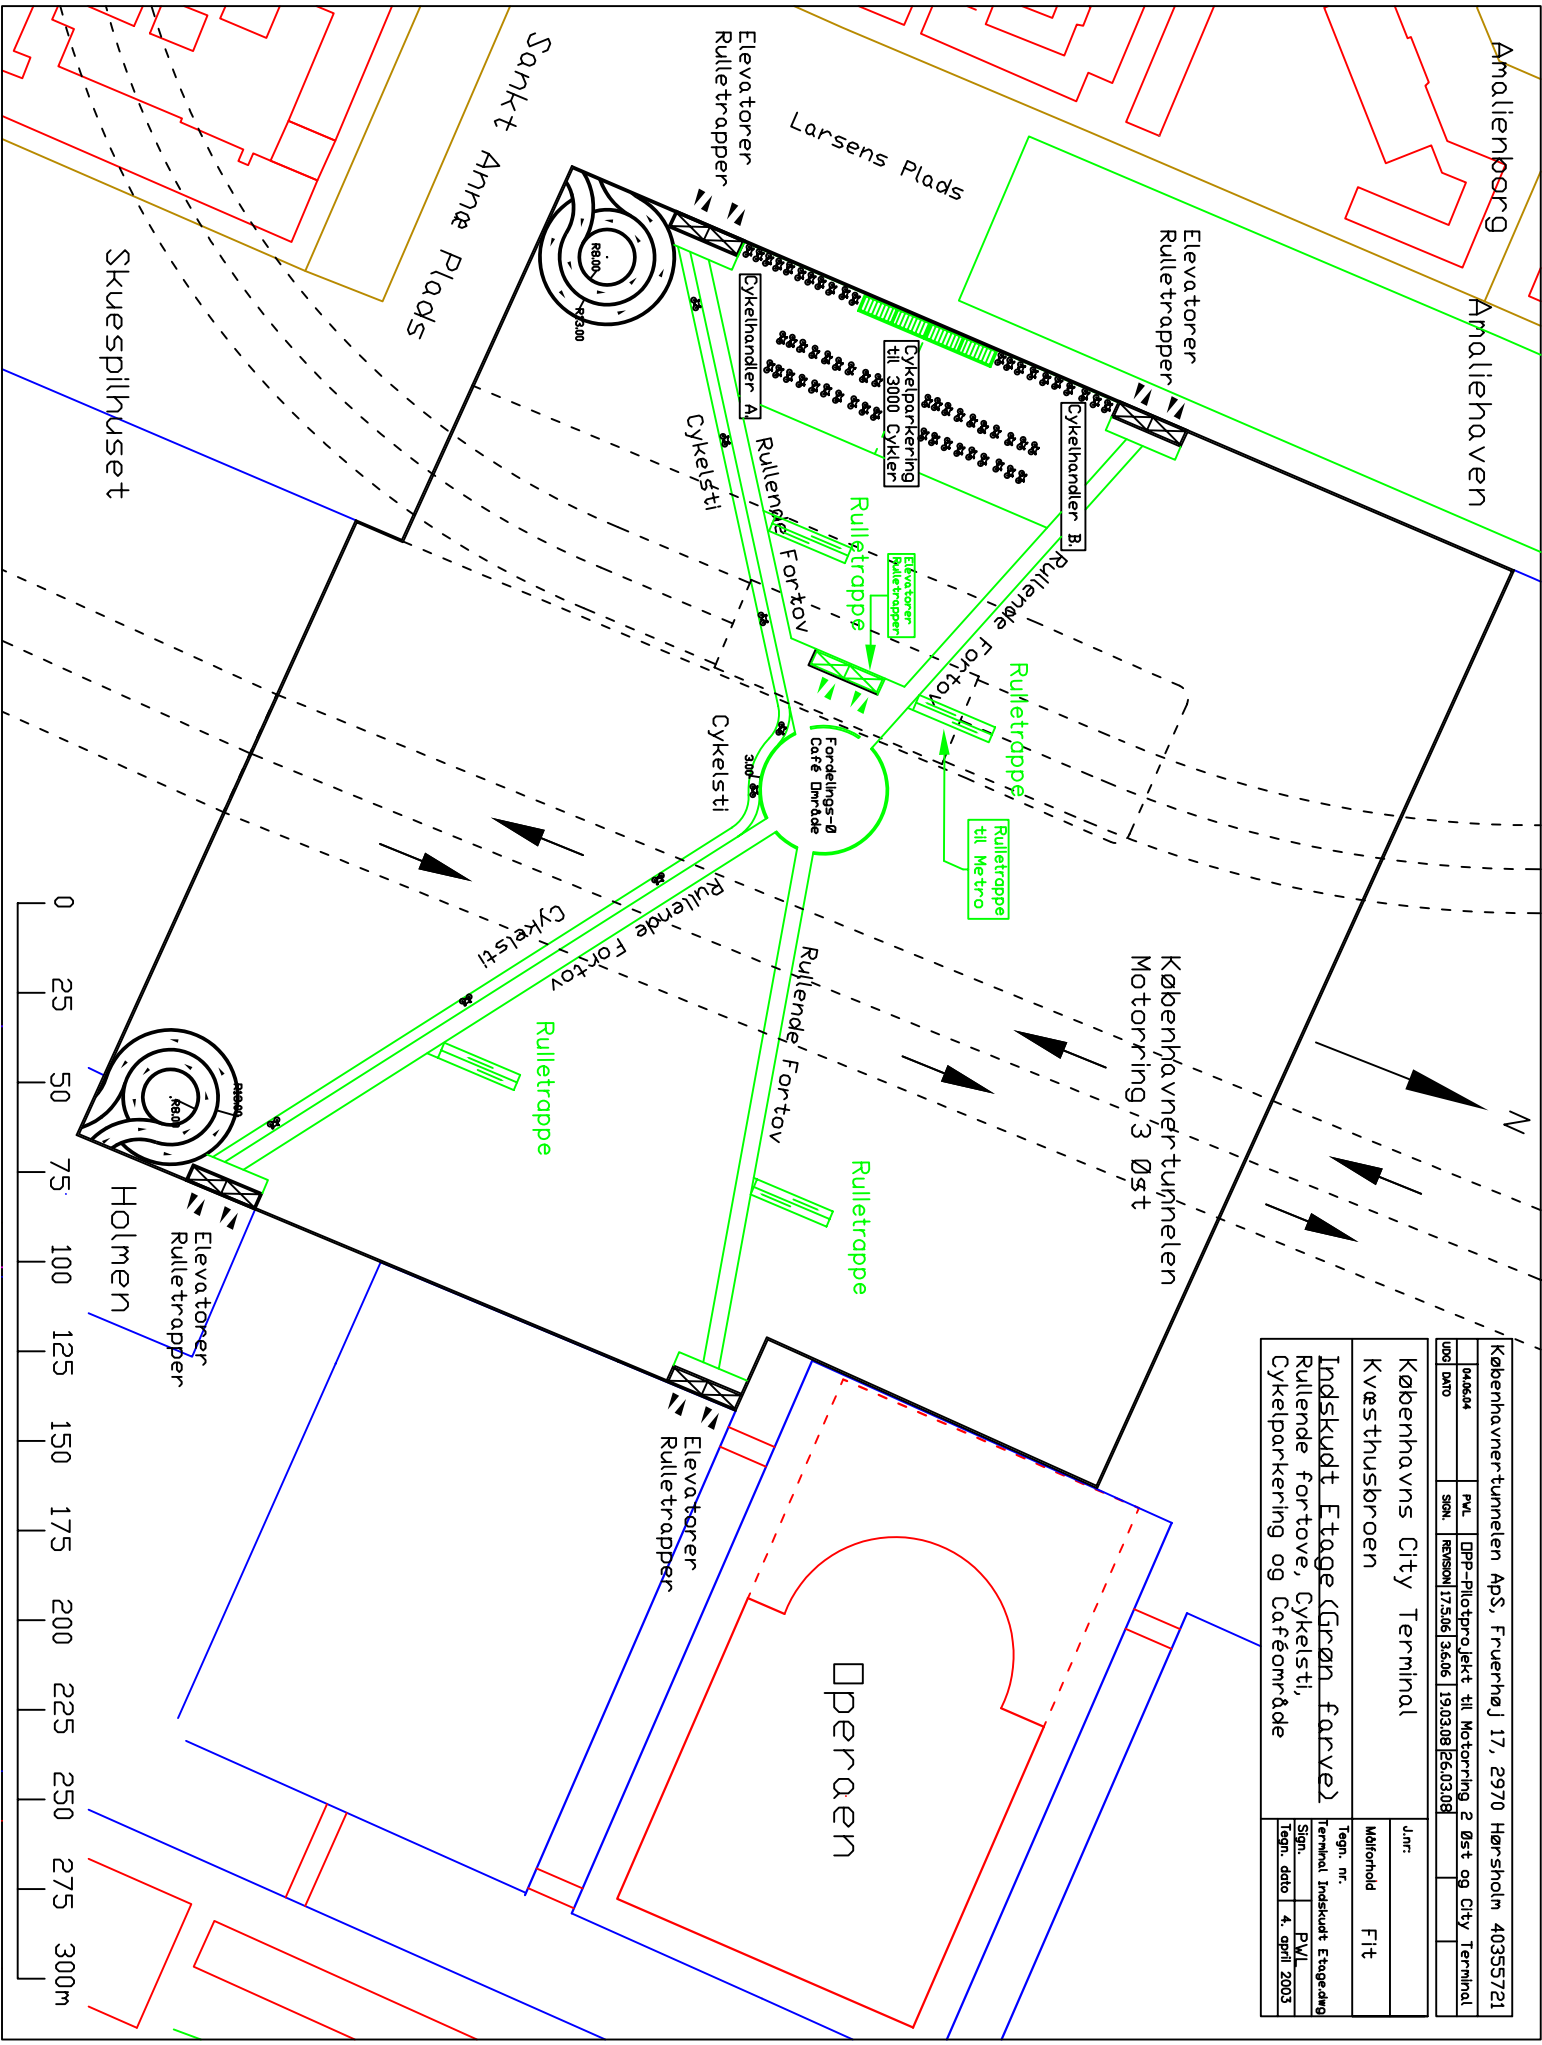 Københavnertunnelen ApS, Fruerhøj 17, 2970 Hørsholm 40355721
04.06.04 PWL OPP-Pilotprojekt til Motorring 2 Øst og City Terminal
UDG DATO SIGN. REVISION 17.5.06 3.6.06 19.03.08 26.03.08
Københavns City Terminal
Kvæsthusbroen
J.nr:
Målforhold Fit
Indskudt Etage (Grøn farve)
Rullende fortove, Cykelsti,
Cykelparkering og Caféområde
Tegn. nr.
Terminal Indskudt Etage.dwg
Sign. PWL
Tegn. dato 4. april 2003
Amalienborg
Amaliehaven
Elevatorer
Rulletrapper
Larsens Plads
Elevatorer
Rulletrapper
Sankt Annæ Plads
Skuespilhuset
R8.00
R13.00
Cykelhandler A.
Cykelparkering
til 3000 Cykler
Cykelhandler B.
Cykelsti
Rullende Fortov
Rulletrappe
Elevatorer
Rulletrapper
Rullende Fortov
Rulletrappe
Rulletrappe
til Metro
Fordelings-Ø
Café Område
Cykelsti
3.00
Københavnertunnelen
Motorring 3 Øst
N
Rullende Fortov
Rullende Fortov
Cykelsti
Rulletrappe
Rulletrappe
R8.00
R13.00
Holmen
Elevatorer
Rulletrapper
Elevatorer
Rulletrapper
Operaen
0 25 50 75 100 125 150 175 200 225 250 275 300m